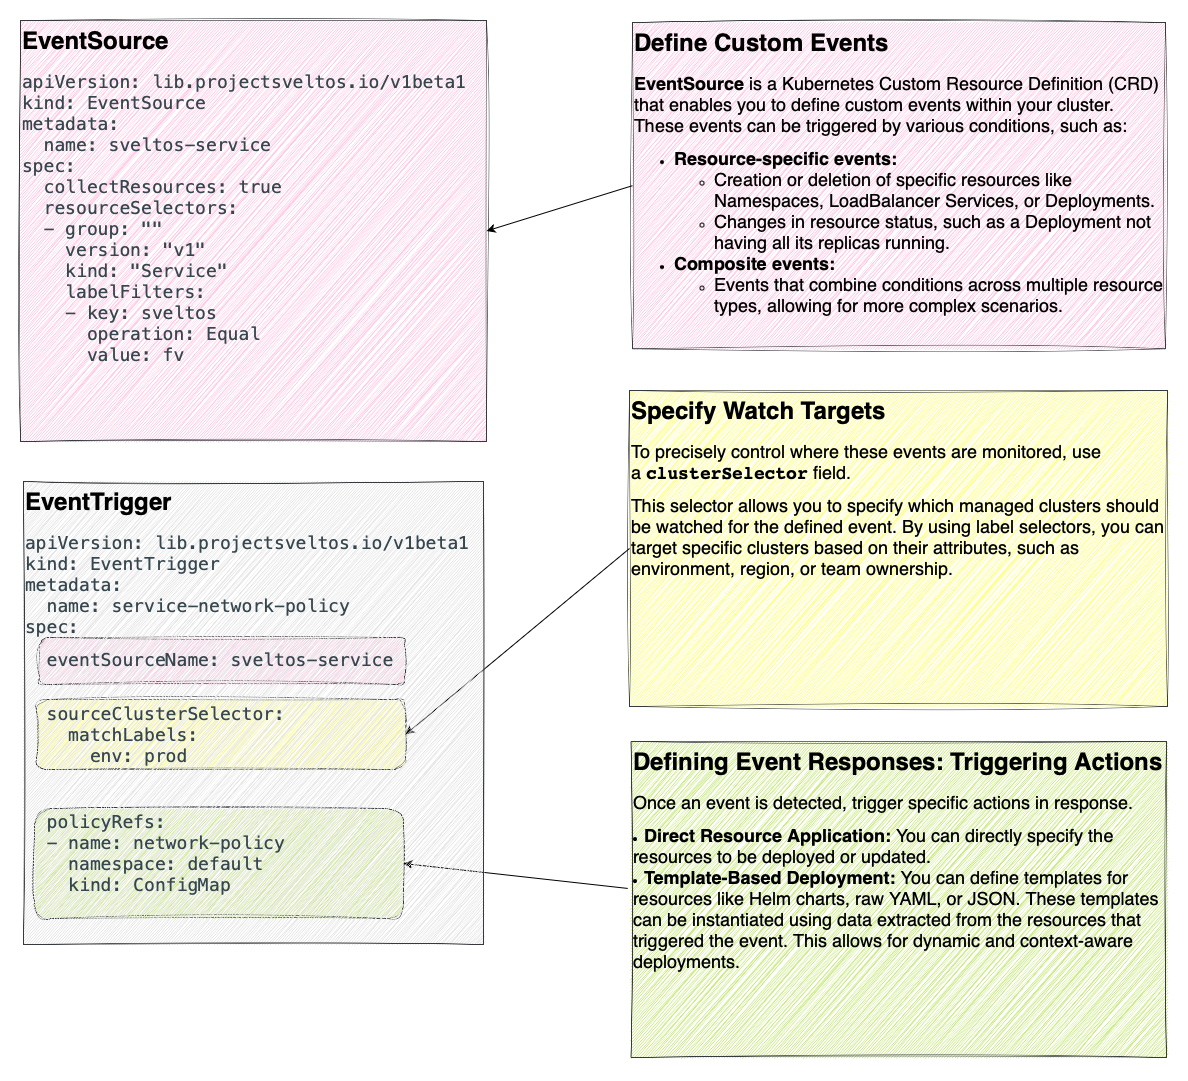 EventSource
apiVersion: lib.projectsveltos.io/v1beta1
kind: EventSource
metadata:
  name: sveltos-service
spec:
  collectResources: true
  resourceSelectors:
  - group: ""
    version: "v1"
    kind: "Service"
    labelFilters:
    - key: sveltos
      operation: Equal
      value: fv
Define Custom Events
EventSource is a Kubernetes Custom Resource Definition (CRD)
that enables you to define custom events within your cluster.
These events can be triggered by various conditions, such as:
• Resource-specific events:
◦ Creation or deletion of specific resources like
Namespaces, LoadBalancer Services, or Deployments.
◦ Changes in resource status, such as a Deployment not
having all its replicas running.
• Composite events:
◦ Events that combine conditions across multiple resource
types, allowing for more complex scenarios.
Specify Watch Targets
To precisely control where these events are monitored, use
a clusterSelector field.
This selector allows you to specify which managed clusters should
be watched for the defined event. By using label selectors, you can
target specific clusters based on their attributes, such as
environment, region, or team ownership.
EventTrigger
apiVersion: lib.projectsveltos.io/v1beta1
kind: EventTrigger
metadata:
  name: service-network-policy
spec:
  eventSourceName: sveltos-service
  sourceClusterSelector:
    matchLabels:
      env: prod
  policyRefs:
  - name: network-policy
    namespace: default
    kind: ConfigMap
Defining Event Responses: Triggering Actions
Once an event is detected, trigger specific actions in response.
• Direct Resource Application: You can directly specify the
resources to be deployed or updated.
• Template-Based Deployment: You can define templates for
resources like Helm charts, raw YAML, or JSON. These templates
can be instantiated using data extracted from the resources that
triggered the event. This allows for dynamic and context-aware
deployments.